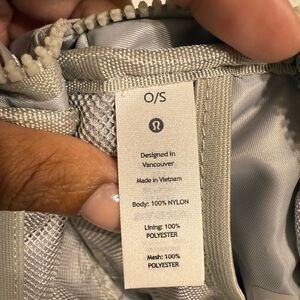 O/S
Designed in
Vancouver
Made in Vietnam
Body: 100% NYLON
Lining: 100%
POLYESTER
Mesh: 100%
POLYESTER